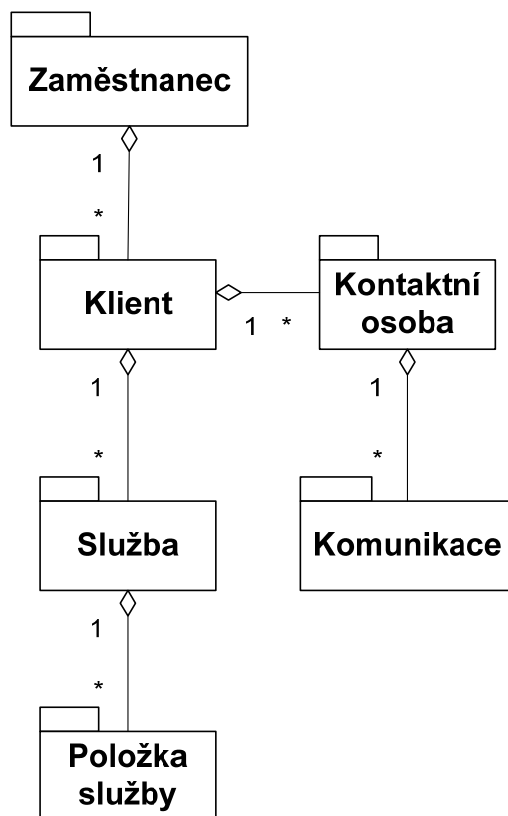 Zaměstnanec
1
*
Klient
1 *
Kontaktní
osoba
1
*
1
*
Služba
Komunikace
1
*
Položka
služby